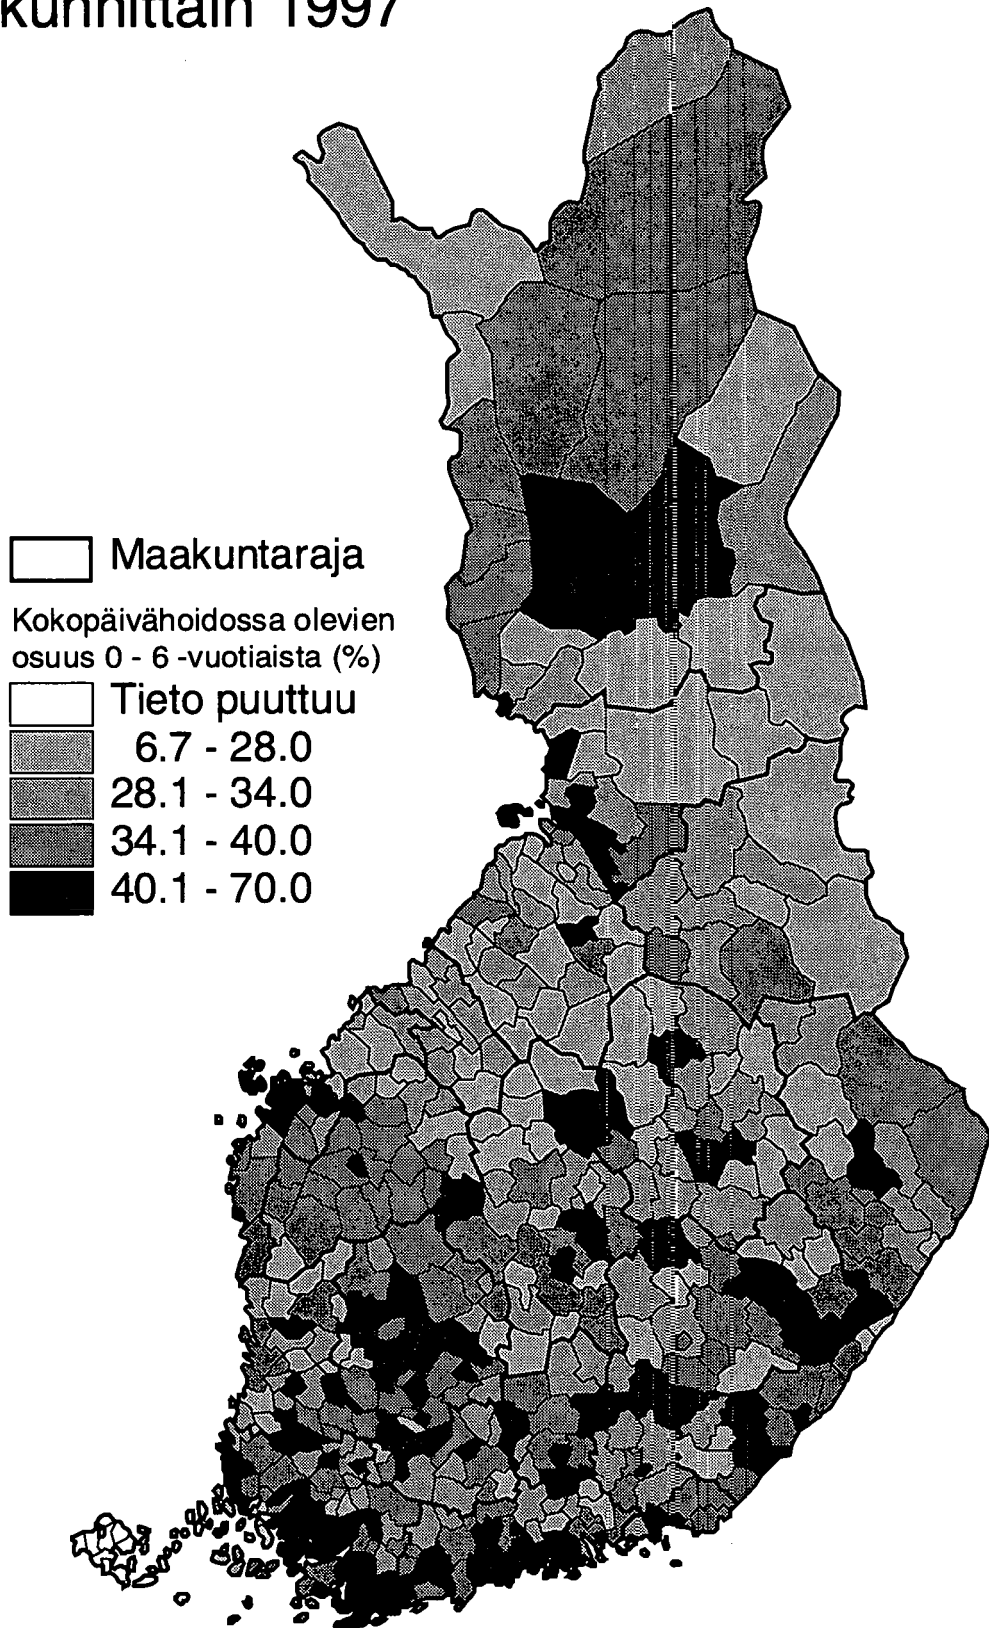 kunnittain 1997
Maakuntaraja
Kokopäivähoidossa olevien
osuus 0 - 6 -vuotiaista (%)
Tieto puuttuu
6.7 - 28.0
28.1 - 34.0
34.1 - 40.0
40.1 - 70.0